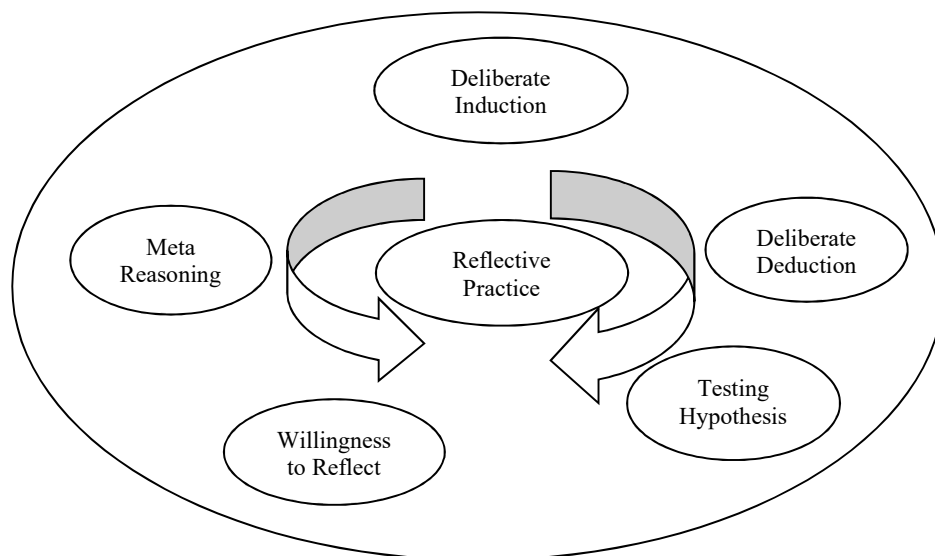 Deliberate
Induction
Meta
Reasoning
Reflective
Practice
Deliberate
Deduction
Testing
Hypothesis
Willingness
to Reflect